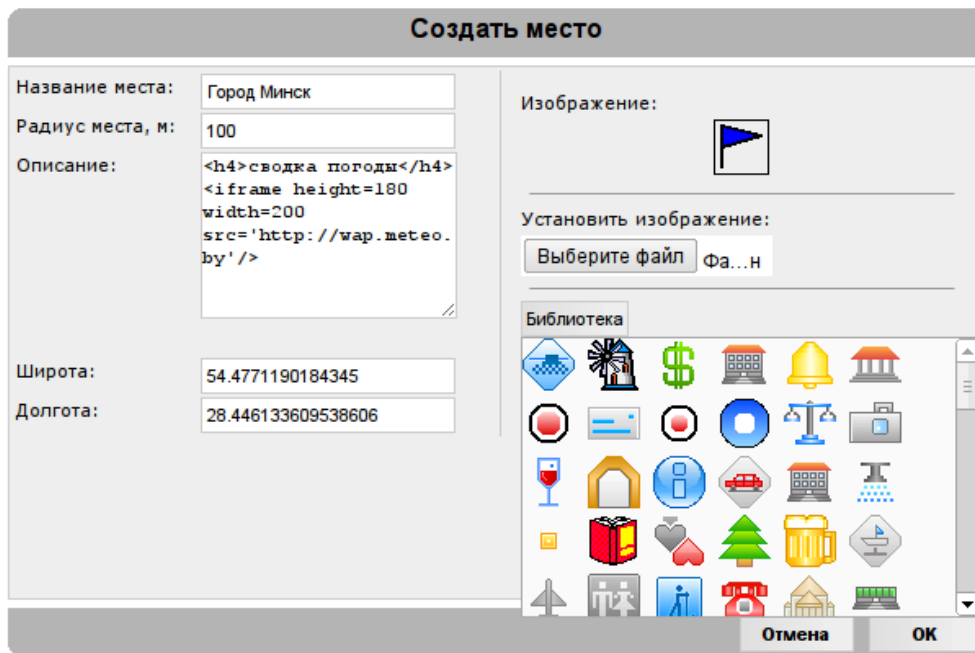 Создать место
Название места:
Город Минск
Радиус места, м:
100
Описание:
<h4>сводка погоды</h4>
<iframe height=180
width=200
src='http://wap.meteo.
by'/>
Широта:
54.4771190184345
Долгота:
28.446133609538606
Изображение:
Установить изображение:
Выберите файл
Фа...н
Библиотека
Отмена
OK